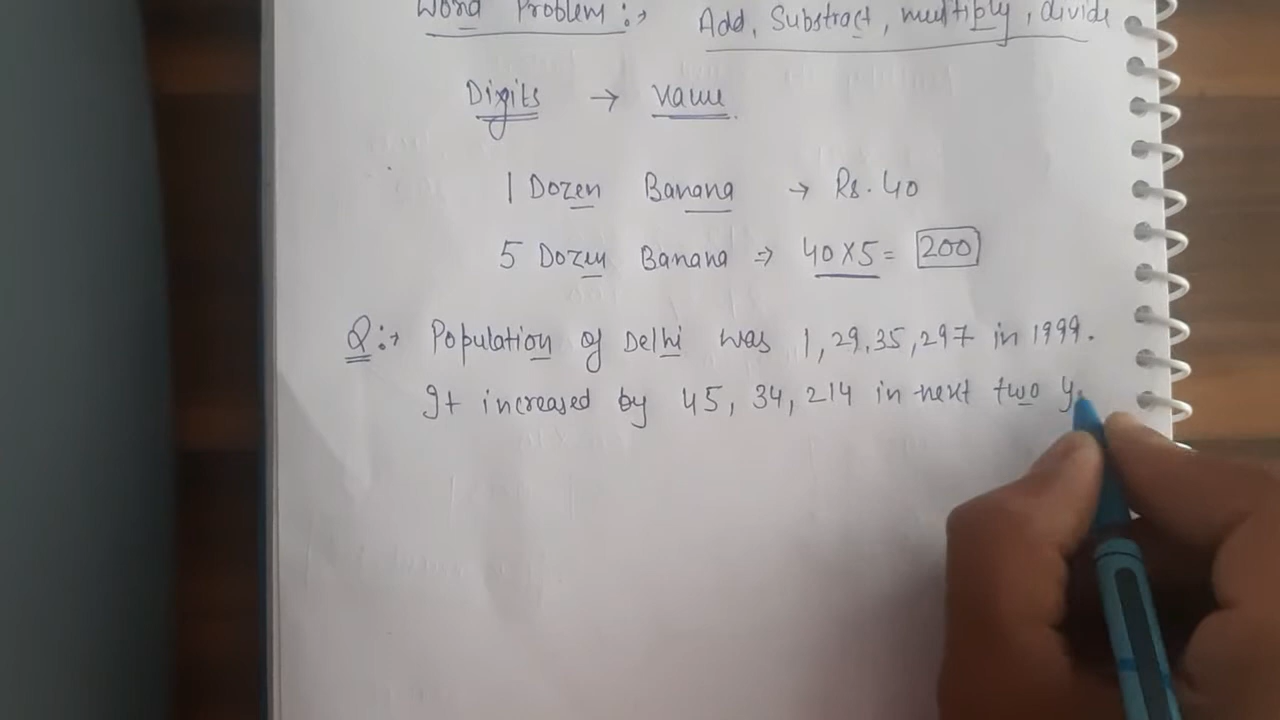 Word Problem :→ Add, Substract, multiply, divide
Digits → Value.
1 Dozen Banana → Rs. 40
5 Dozen Banana ⇒ 40 X 5 = 200
Q:→ Population of Delhi was 1,29,35,297 in 1999.
It increased by 45, 34, 214 in next two